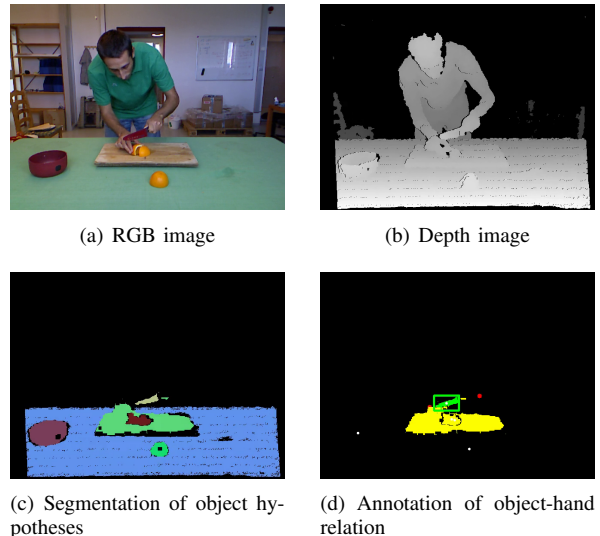 (a) RGB image
(b) Depth image
(c) Segmentation of object hy-
potheses
(d) Annotation of object-hand
relation